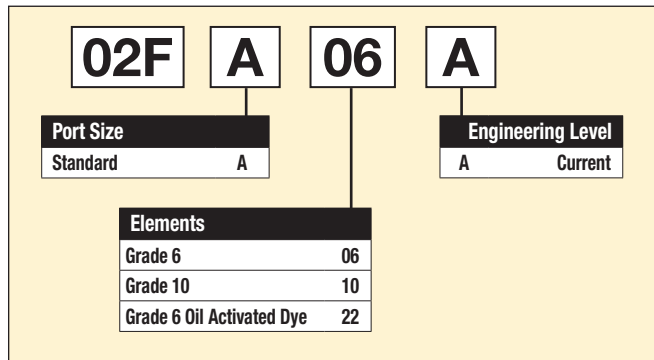 02F A 06 A
Port Size
Standard A
Engineering Level
A Current
Elements
Grade 6 06
Grade 10 10
Grade 6 Oil Activated Dye 22